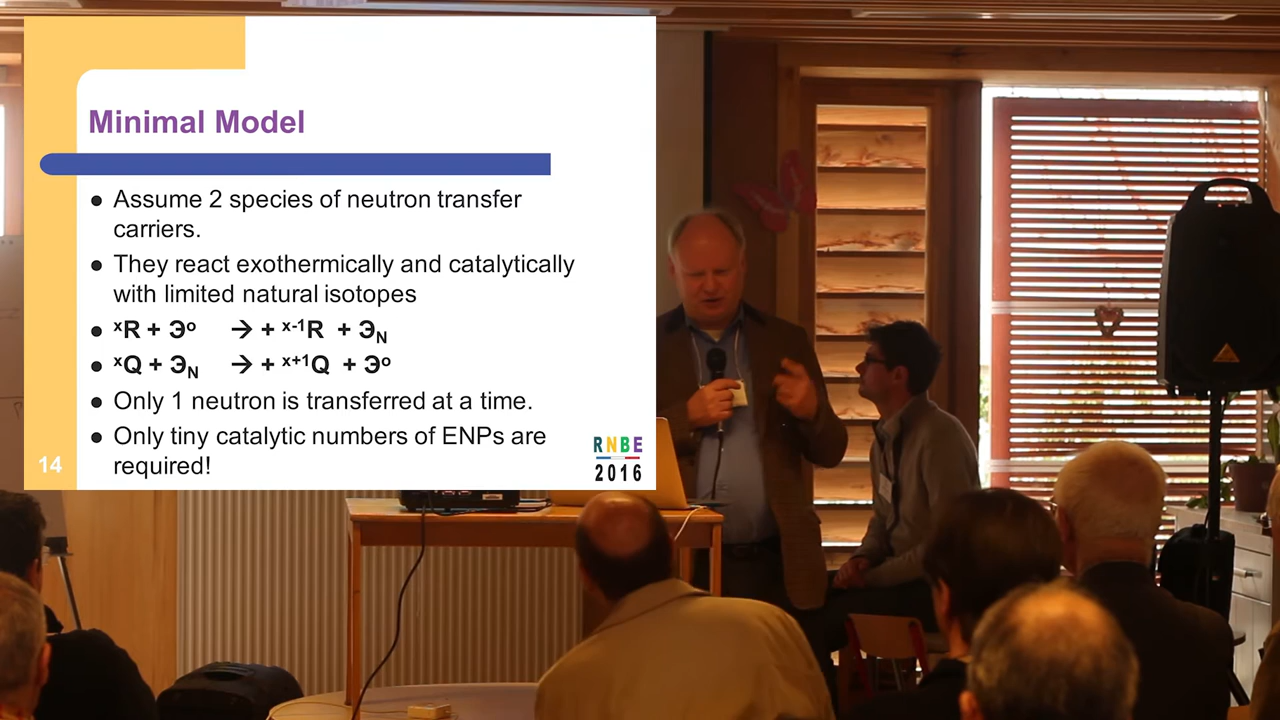 Minimal Model
● Assume 2 species of neutron transfer
carriers.
● They react exothermically and catalytically
with limited natural isotopes
● ˣR + Эº → + ˣ⁻¹R + Эɴ
● ˣQ + Эɴ → + ˣ⁺¹Q + Эº
● Only 1 neutron is transferred at a time.
● Only tiny catalytic numbers of ENPs are
required!
14
RNBE
2016